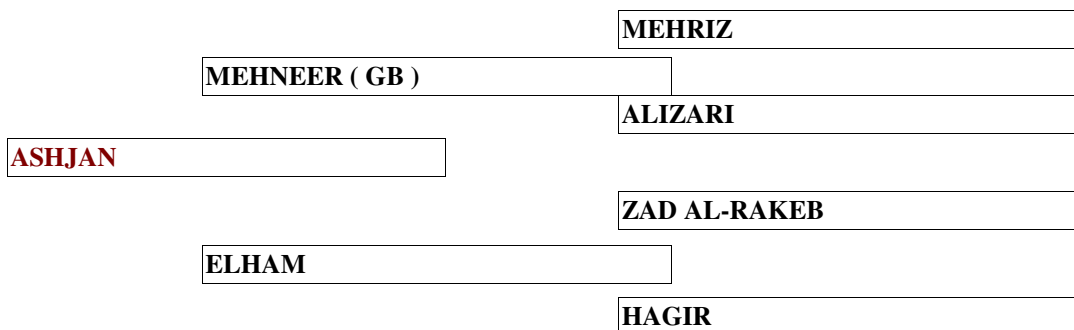 MEHRIZ
MEHNEER ( GB )
ALIZARI
ASHJAN
ZAD AL-RAKEB
ELHAM
HAGIR